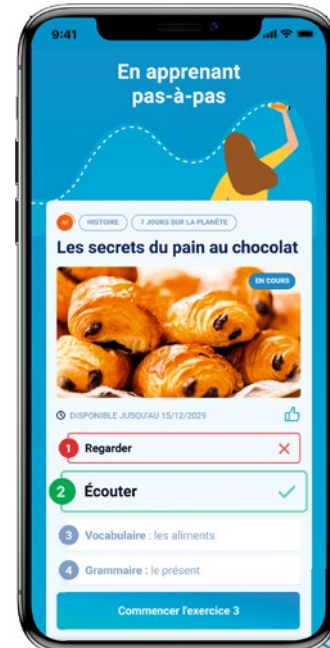 9:41
En apprenant
pas-à-pas
A1 HISTOIRE 7 JOURS SUR LA PLANÈTE
Les secrets du pain au chocolat
EN COURS
DISPONIBLE JUSQU'AU 15/12/2029
1 Regarder
2 Écouter
3 Vocabulaire : les aliments
4 Grammaire : le présent
Commencer l'exercice 3